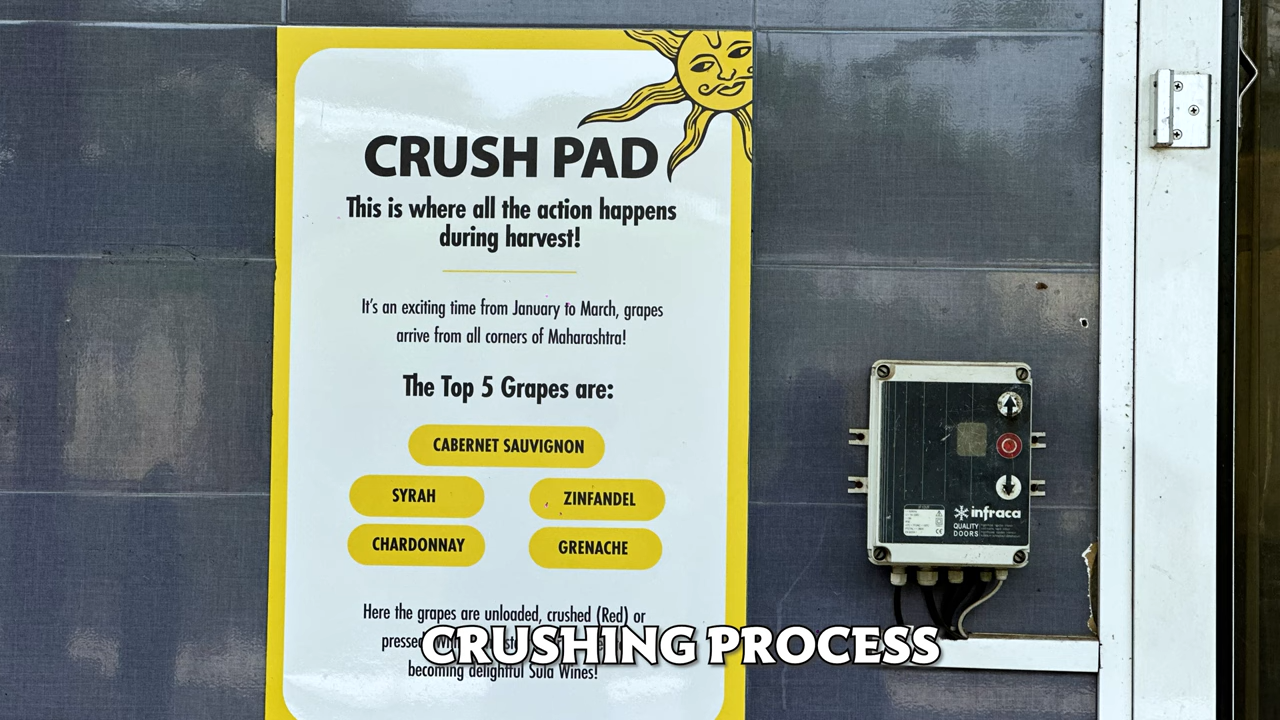 CRUSH PAD
This is where all the action happens
during harvest!
It's an exciting time from January to March, grapes
arrive from all corners of Maharashtra!
The Top 5 Grapes are:
CABERNET SAUVIGNON
SYRAH
ZINFANDEL
CHARDONNAY
GRENACHE
Here the grapes are unloaded, crushed (Red) or
CRUSHING PROCESS
becoming delightful Sula Wines!
infraca
QUALITY
DOORS